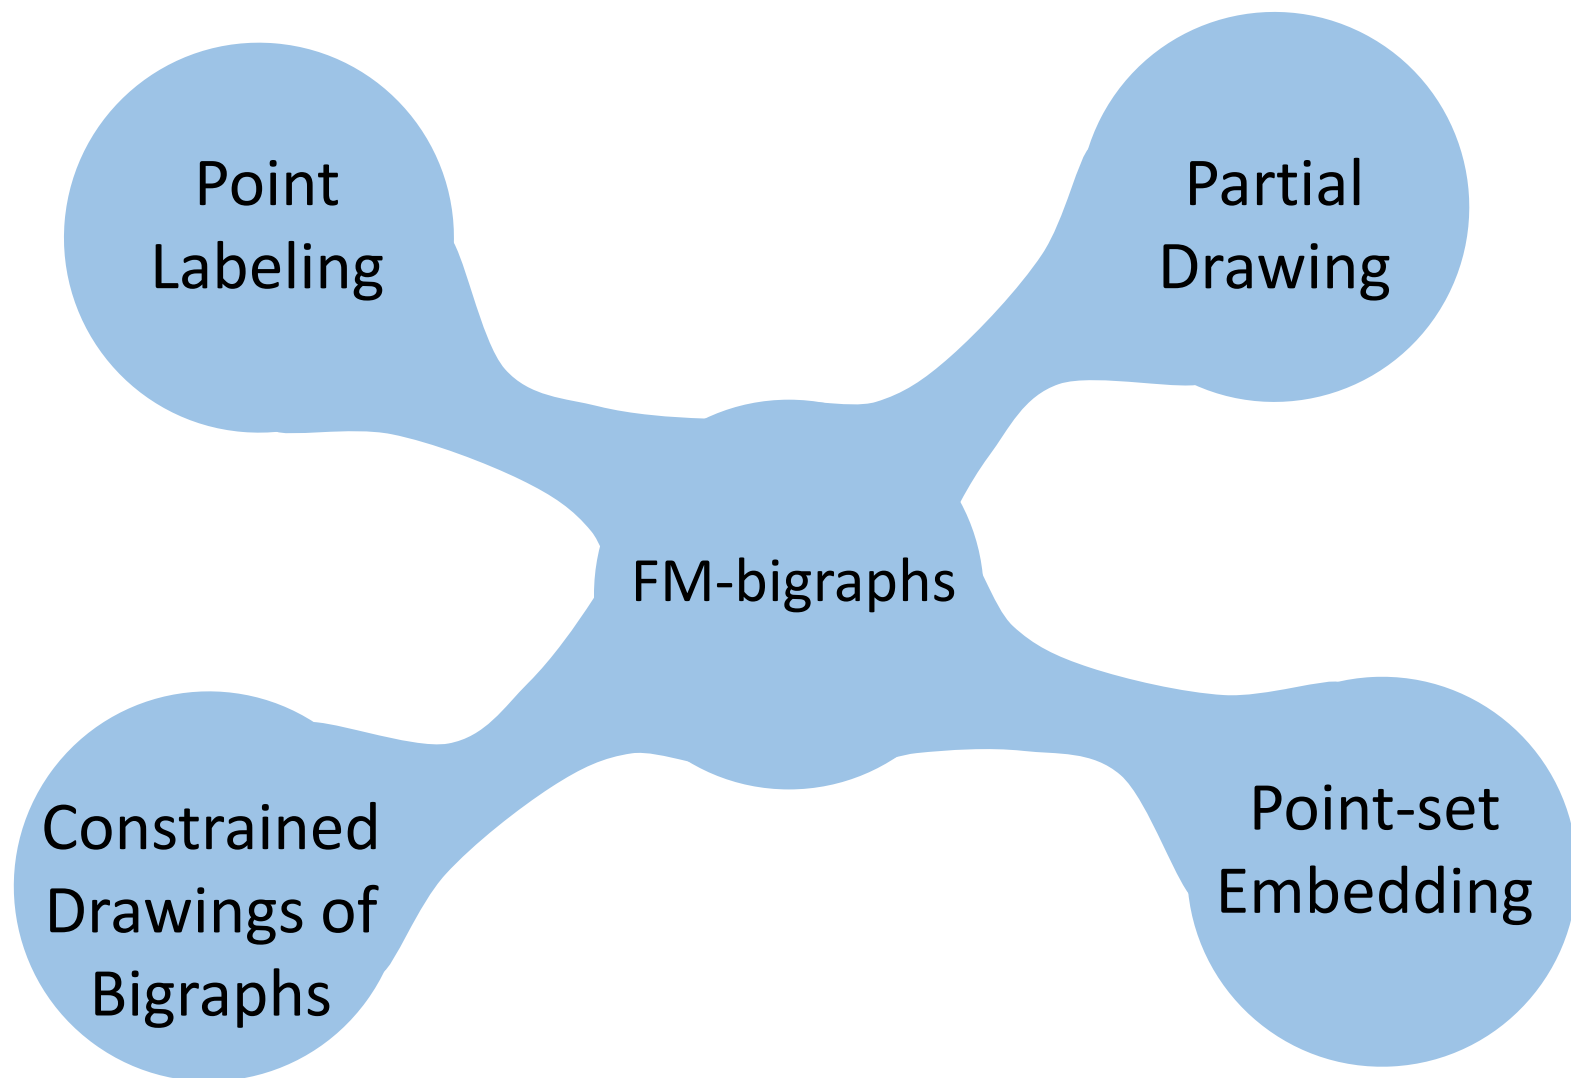 Point
Labeling
Partial
Drawing
FM-bigraphs
Constrained
Drawings of
Bigraphs
Point-set
Embedding